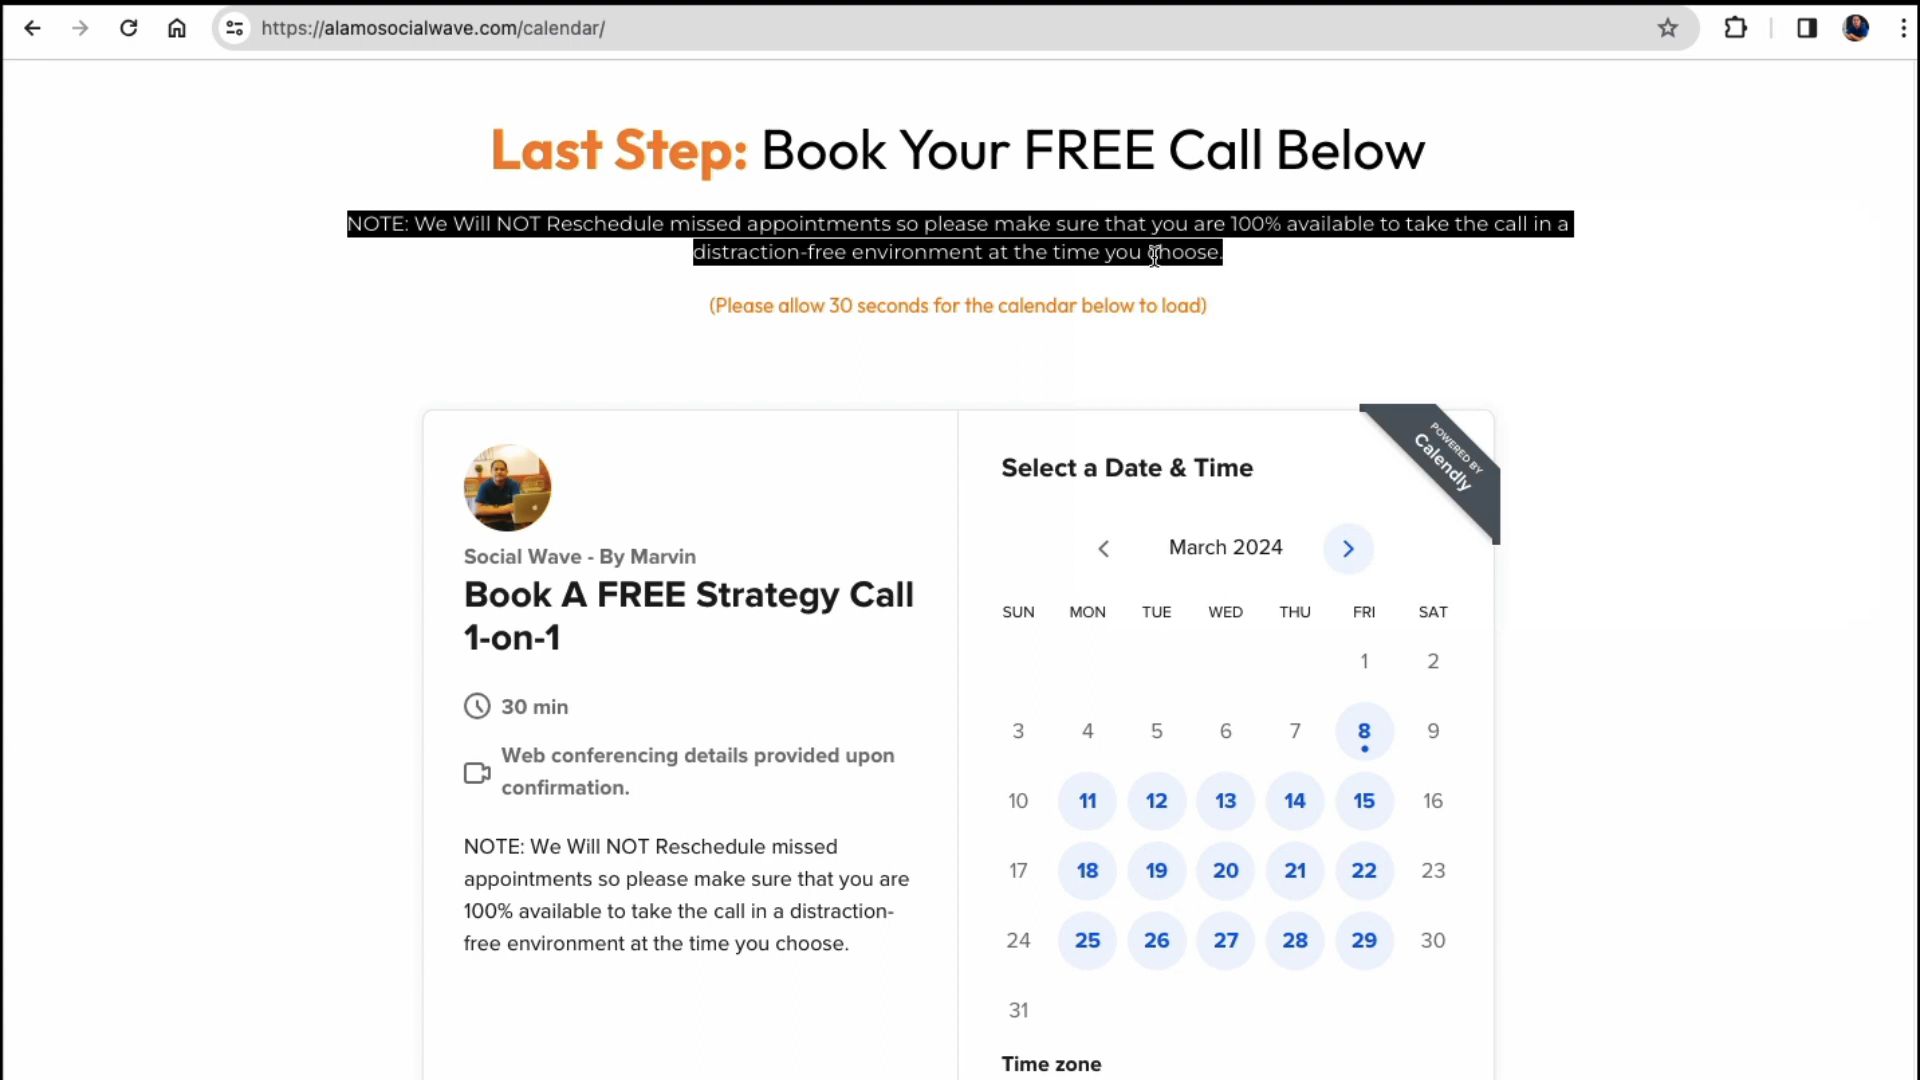 https://alamosocialwave.com/calendar/
Last Step: Book Your FREE Call Below
NOTE: We Will NOT Reschedule missed appointments so please make sure that you are 100% available to take the call in a
distraction-free environment at the time you choose.
(Please allow 30 seconds for the calendar below to load)
Social Wave - By Marvin
Book A FREE Strategy Call
1-on-1
30 min
Web conferencing details provided upon
confirmation.
NOTE: We Will NOT Reschedule missed
appointments so please make sure that you are
100% available to take the call in a distraction-
free environment at the time you choose.
POWERED BY
Calendly
Select a Date & Time
March 2024
SUN MON TUE WED THU FRI SAT
1 2
3 4 5 6 7 8 9
10 11 12 13 14 15 16
17 18 19 20 21 22 23
24 25 26 27 28 29 30
31
Time zone